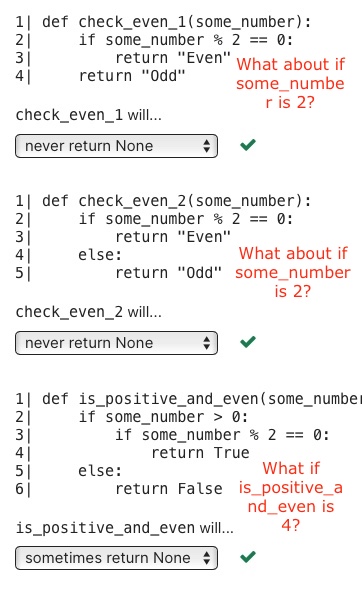 1| def check_even_1(some_number):
2|     if some_number % 2 == 0:
3|         return "Even"
4|     return "Odd"
What about if
some_numbe
r is 2?
check_even_1 will...
never return None
1| def check_even_2(some_number):
2|     if some_number % 2 == 0:
3|         return "Even"
4|     else:
5|         return "Odd"
What about if
some_number
is 2?
check_even_2 will...
never return None
1| def is_positive_and_even(some_number
2|     if some_number > 0:
3|         if some_number % 2 == 0:
4|             return True
5|     else:
6|         return False
What if
is_positive_a
nd_even is
4?
is_positive_and_even will...
sometimes return None